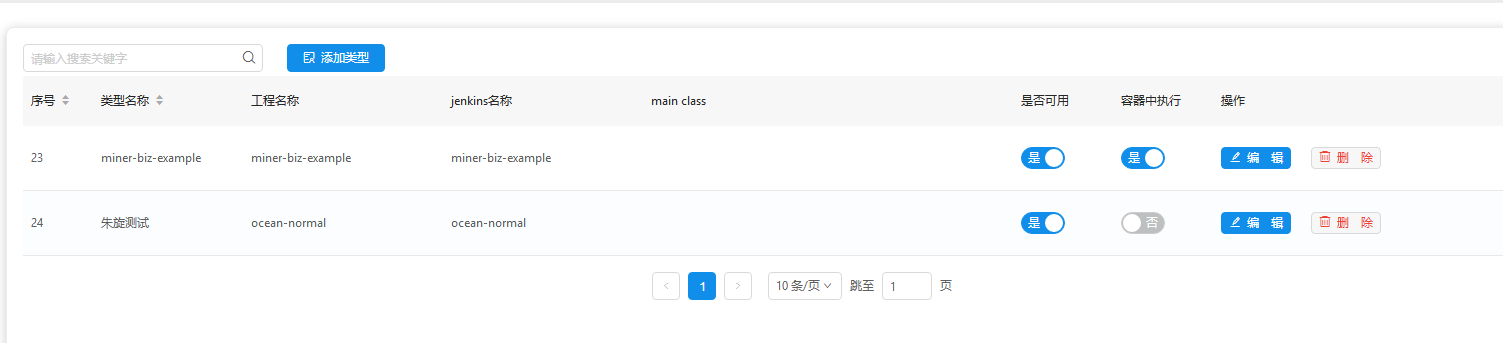 请输入搜索关键字 添加类型
序号 类型名称 工程名称 jenkins名称 main class 是否可用 容器中执行 操作
23 miner-biz-example miner-biz-example miner-biz-example 是 是 编 辑 删 除
24 朱旋测试 ocean-normal ocean-normal 是 否 编 辑 删 除
1 10 条/页 跳至 1 页